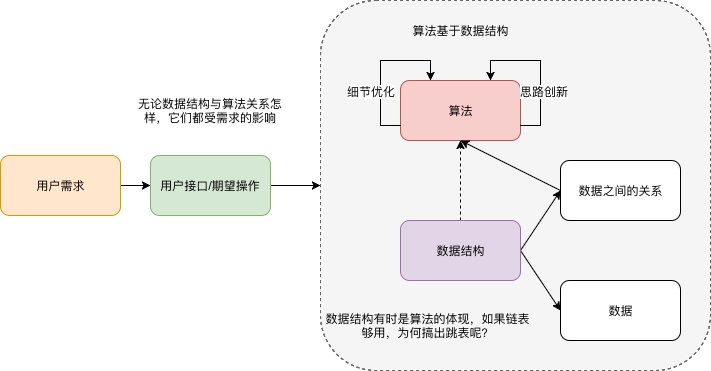 算法基于数据结构
细节优化
思路创新
算法
无论数据结构与算法关系怎
样，它们都受需求的影响
用户需求
用户接口/期望操作
数据之间的关系
数据结构
数据
数据结构有时是算法的体现，如果链表
够用，为何搞出跳表呢?